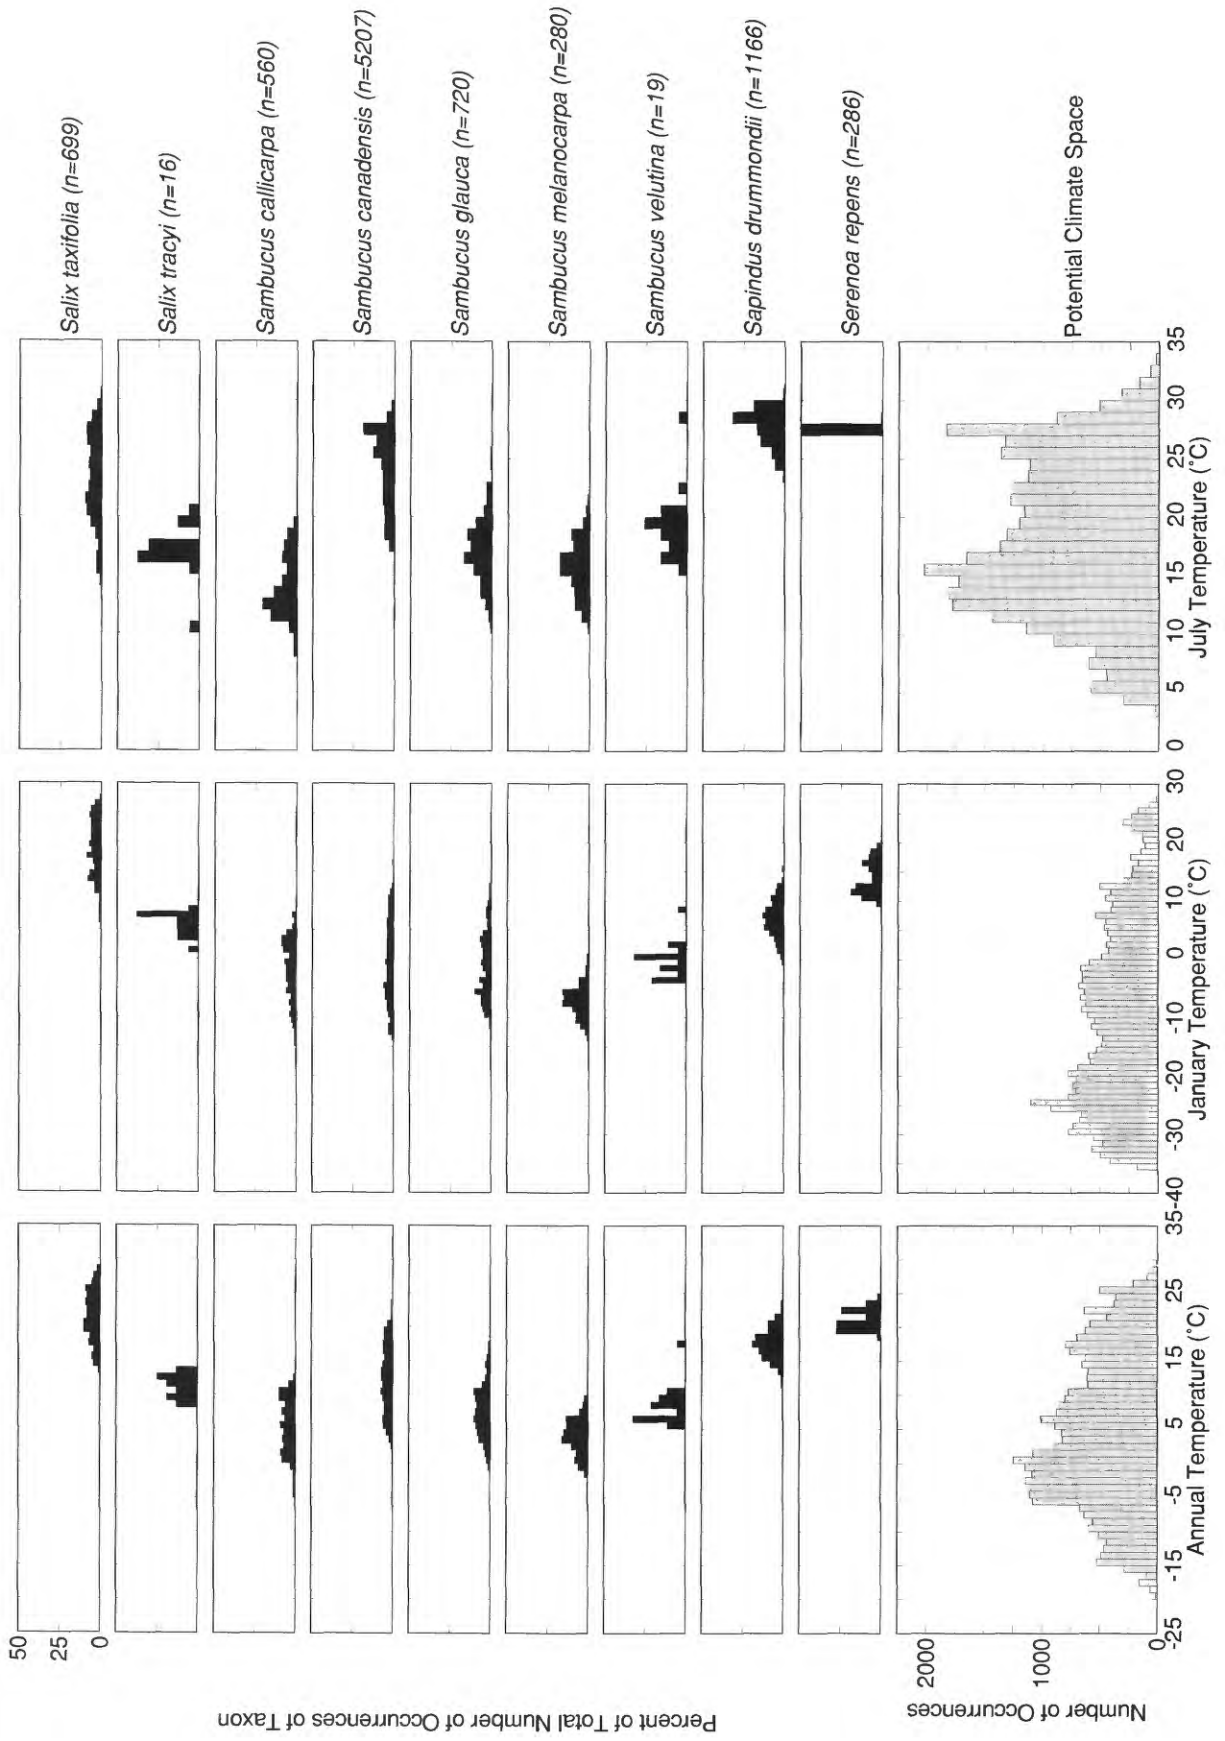 Salix taxifolia (n=699)
Salix tracyi (n=16)
Sambucus callicarpa (n=560)
Sambucus canadensis (n=5207)
Sambucus glauca (n=720)
Sambucus melanocarpa (n=280)
Sambucus velutina (n=19)
Sapindus drummondii (n=1166)
Serenoa repens (n=286)
Potential Climate Space
Percent of Total Number of Occurrences of Taxon
50
25
0
Number of Occurrences
2000
1000
0
-25 -15 -5 5 15 25 35
Annual Temperature (°C)
-40 -30 -20 -10 0 10 20 30
January Temperature (°C)
0 5 10 15 20 25 30 35
July Temperature (°C)